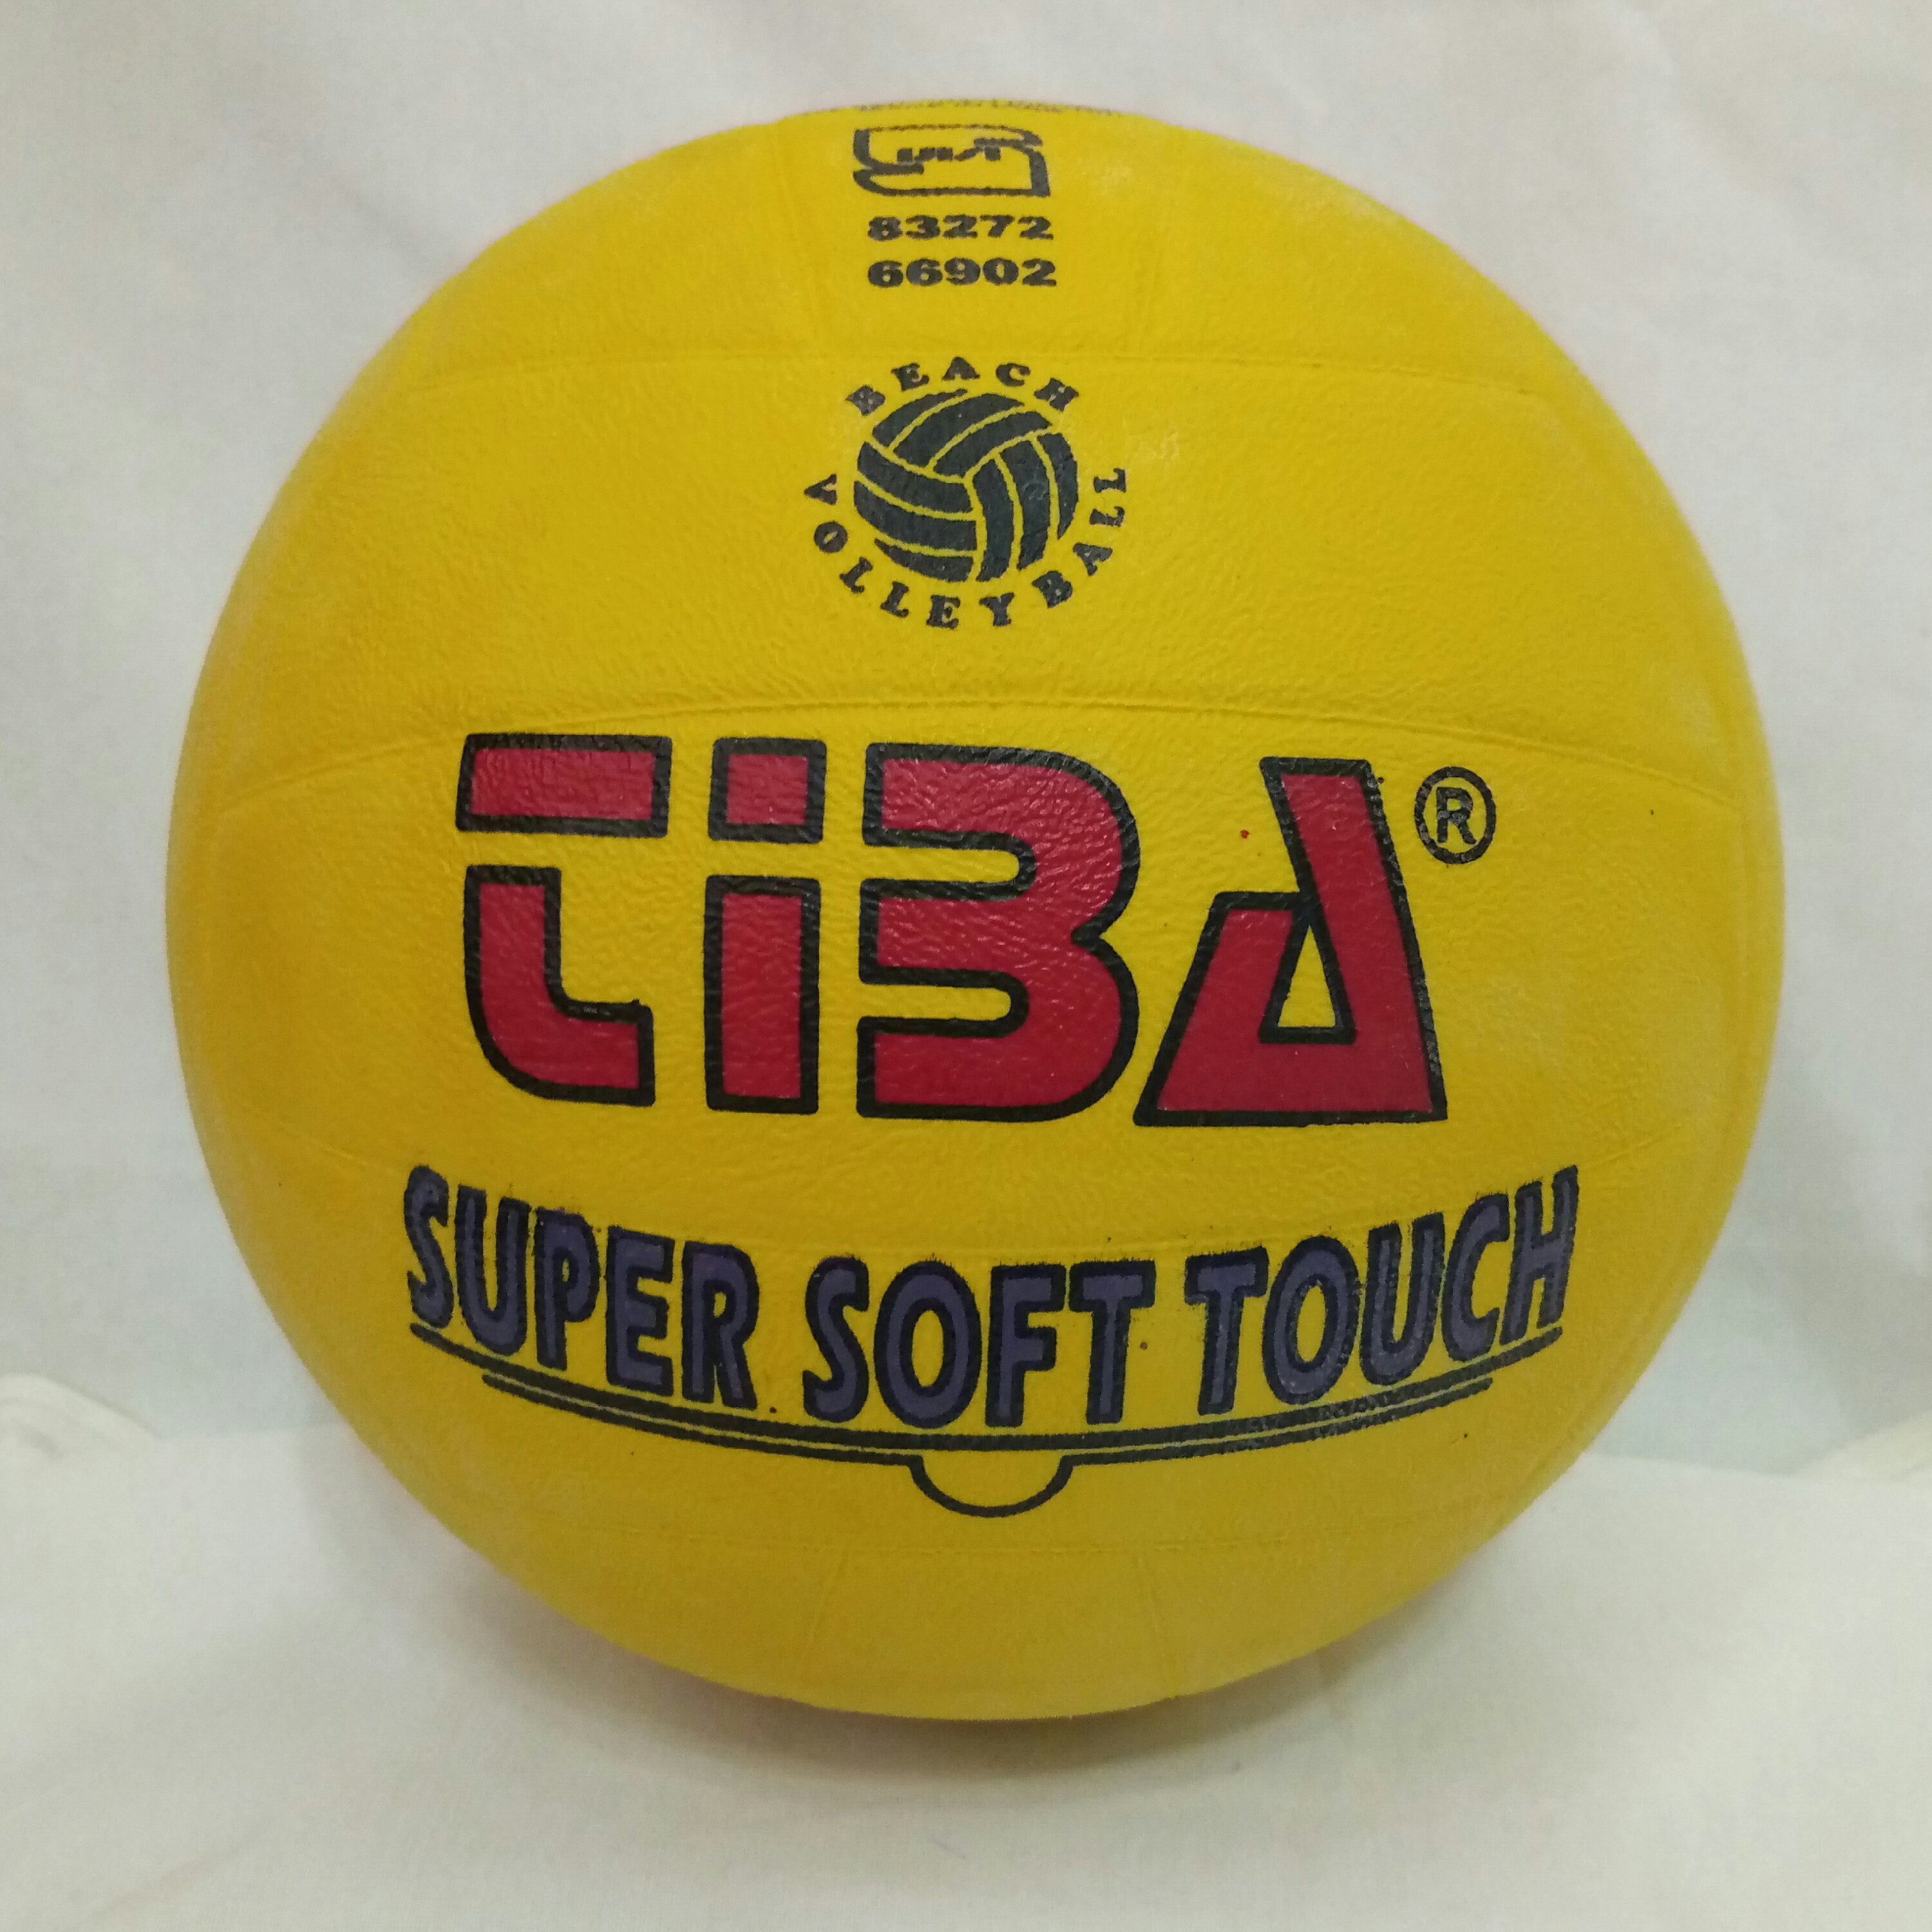 83272
66902
BEACH
VOLLEYBALL
TIBA®
SUPER SOFT TOUCH